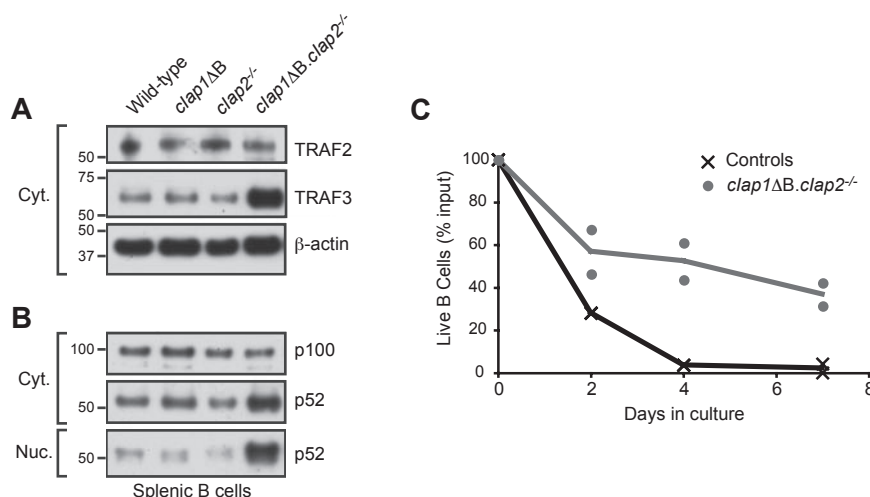 Wild-type
clap1ΔB
clap2-/-
clap1ΔB.clap2-/-
A
Cyt.
50
TRAF2
75
TRAF3
50
50
β-actin
37
B
Cyt.
100
p100
50
p52
Nuc.
50
p52
Splenic B cells
C
Controls
clap1ΔB.clap2-/-
Live B Cells (% input)
100
80
60
40
20
0
0 2 4 6 8
Days in culture